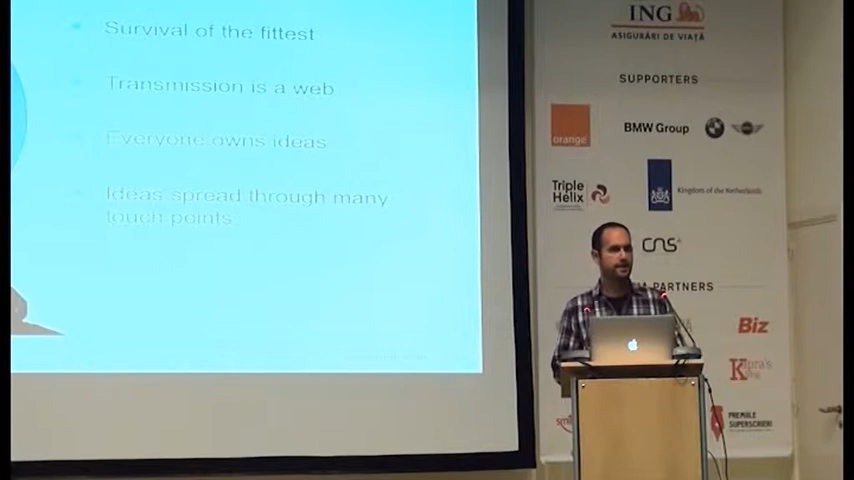 Survival of the fittest
Transmission is a web
Everyone owns ideas
Ideas spread through many
touch points
ING
ASIGURĂRI DE VIAȚĂ
SUPPORTERS
orange
BMW Group
Triple
Helix
Kingdom of the Netherlands
cns
PARTNERS
Biz
PREMIILE
SUPERSCRIERI